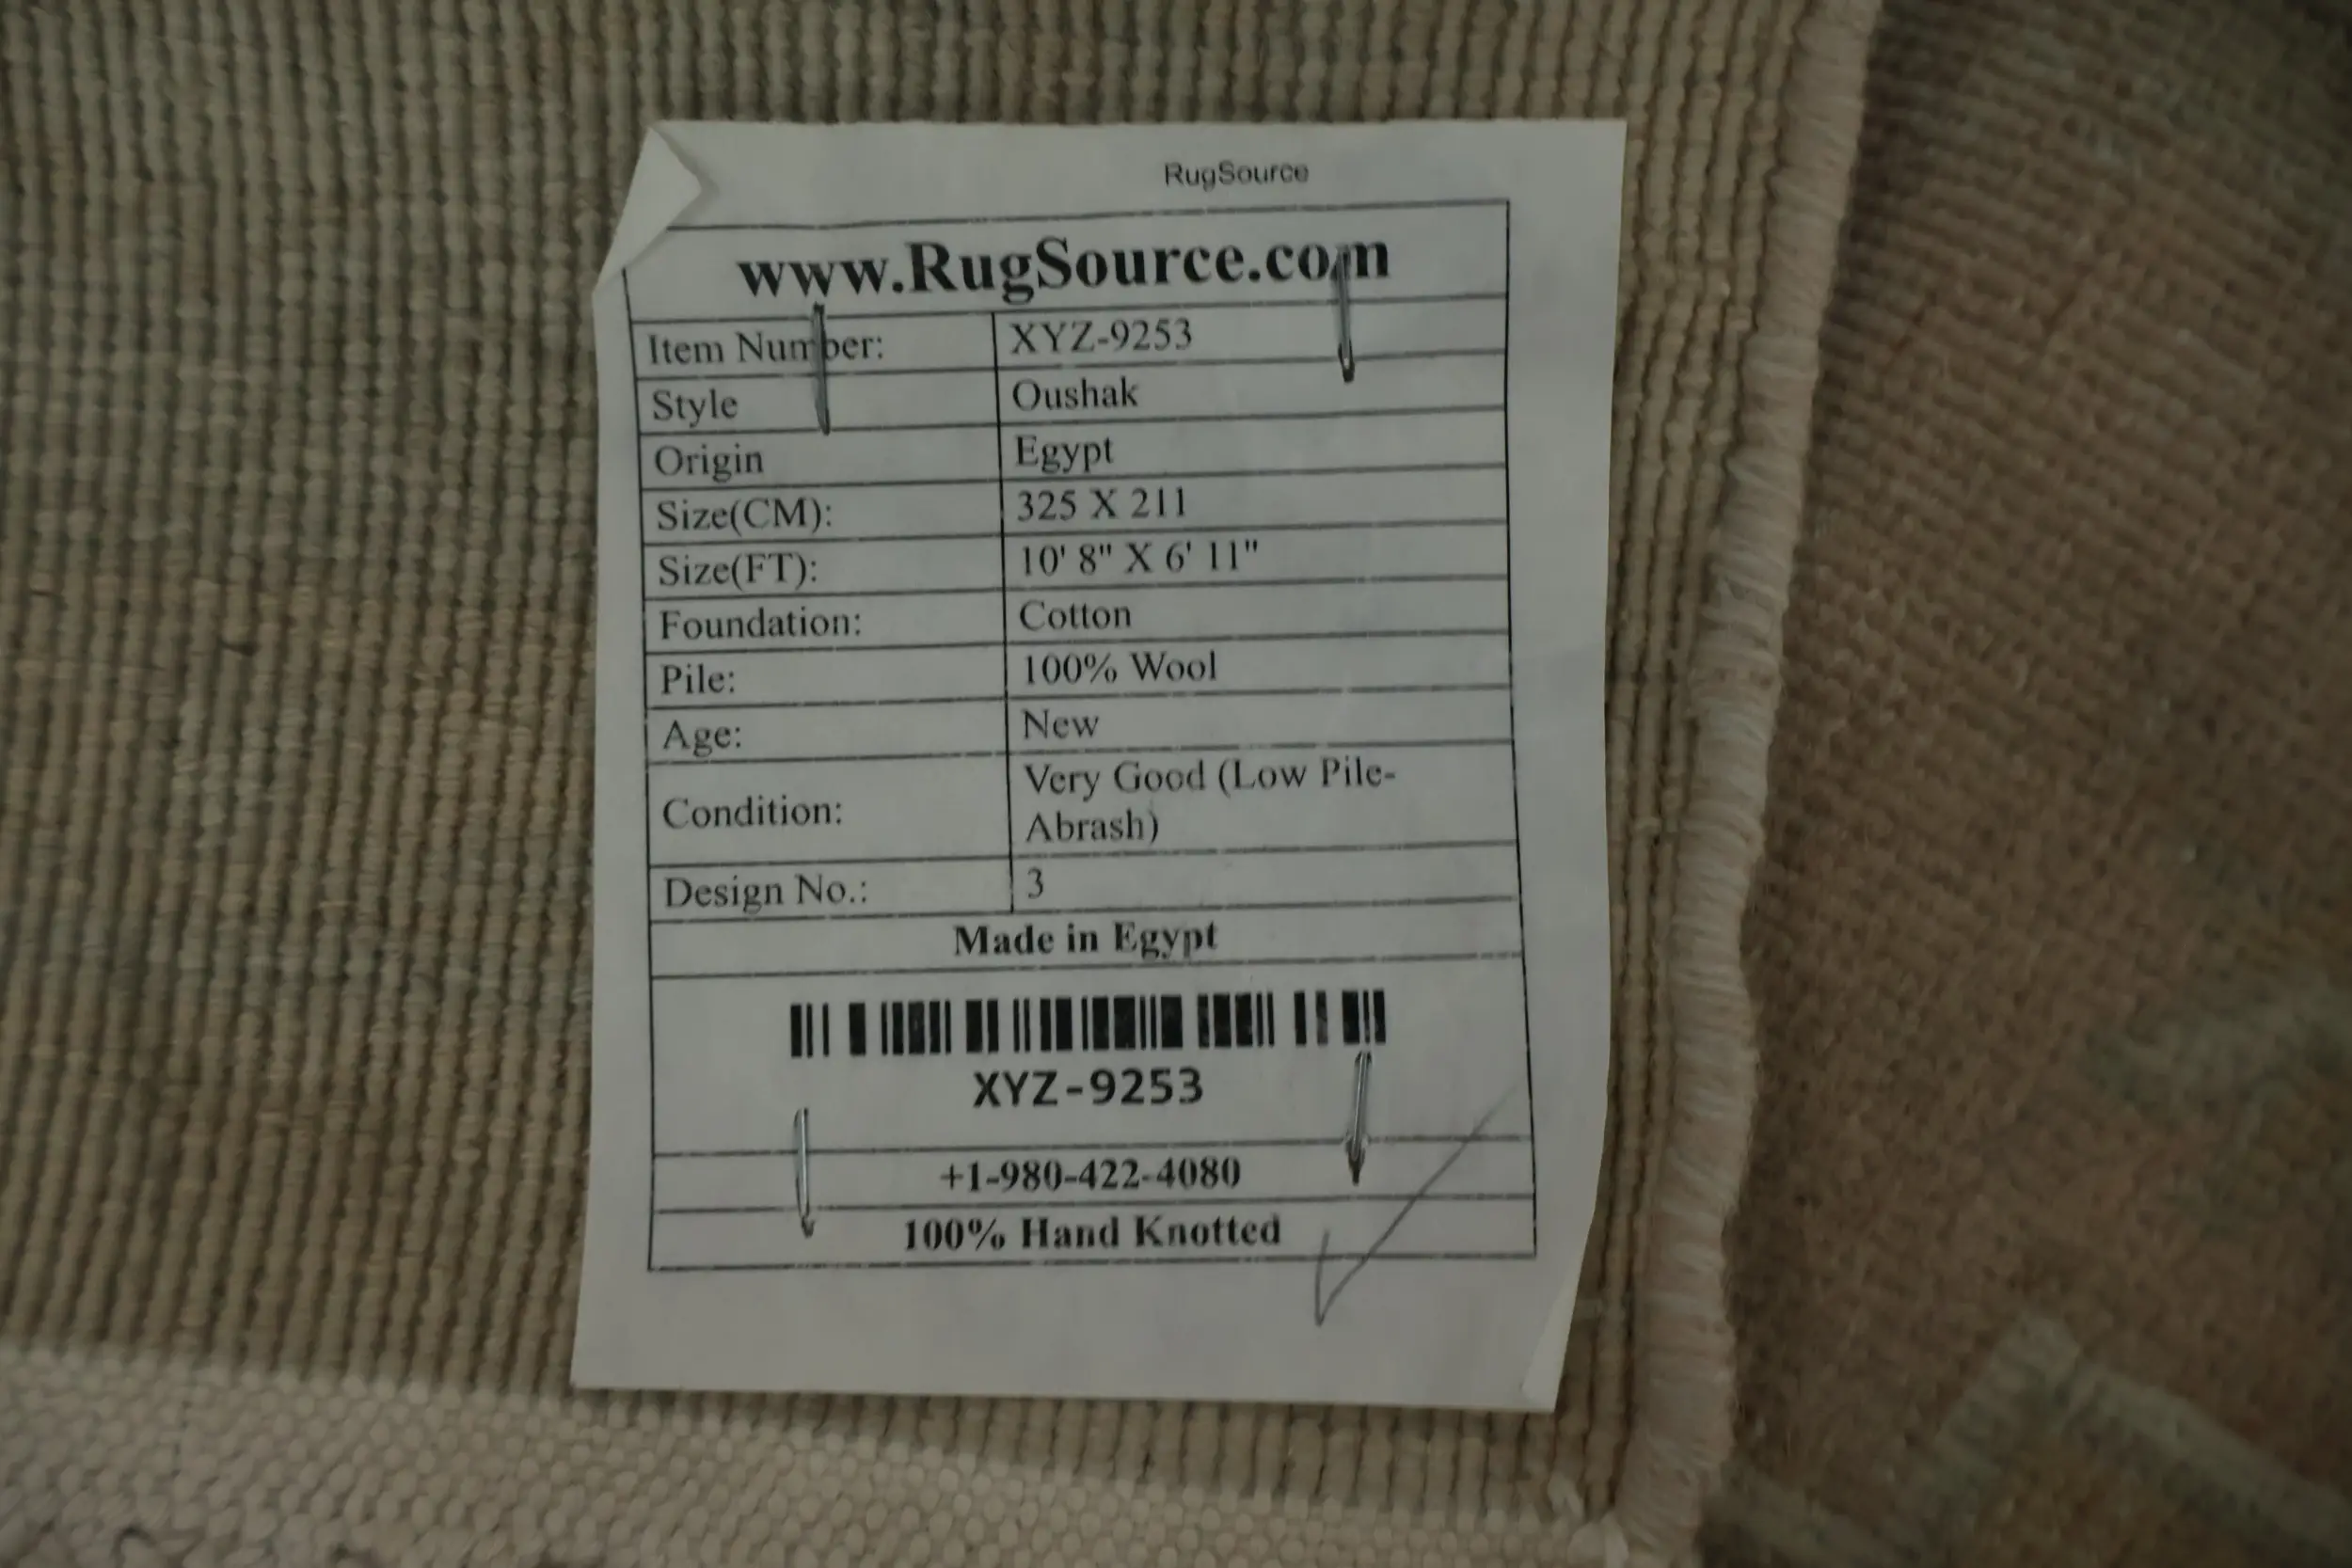 RugSource
www.RugSource.com
Item Number: XYZ-9253
Style Oushak
Origin Egypt
Size(CM): 325 X 211
Size(FT): 10' 8" X 6' 11"
Foundation: Cotton
Pile: 100% Wool
Age: New
Condition: Very Good (Low Pile-
Abrash)
Design No.: 3
Made in Egypt
XYZ-9253
+1-980-422-4080
100% Hand Knotted